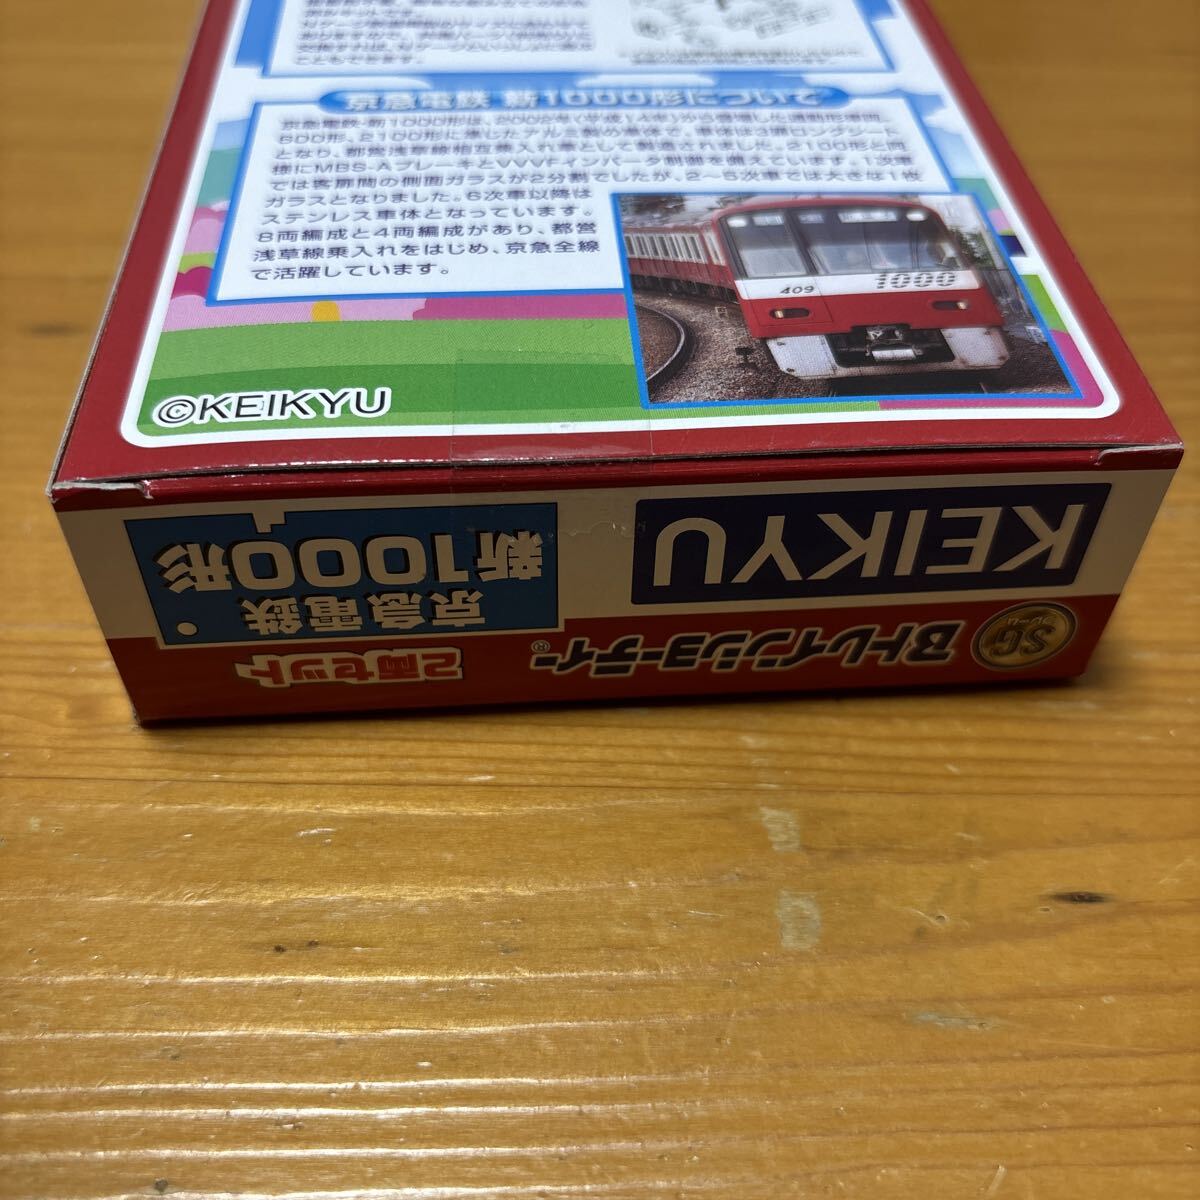 こともできます。
京急電鉄 新1000形について
京急電鉄・新1000形は、2002年(平成14年)から登場した通勤形車両。
800形、2100形に準じたアルミ製の車体で、車体は3扉ロングシート
となり、都営浅草線相互乗入れ車として製造されました。2100形と同
様にMBS-AブレーキとVVVFインバータ制御を備えています。1次車
では客扉間の側面ガラスが2分割でしたが、2〜5次車では大きな1枚
ガラスとなりました。6次車以降は
ステンレス車体となっています。
8両編成と4両編成があり、都営
浅草線乗入れをはじめ、京急全線
で活躍しています。
409
1000
©KEIKYU
KEIKYU
京急電鉄
新1000形
SG
フレーム
Bトレインショーティー®
2両セット